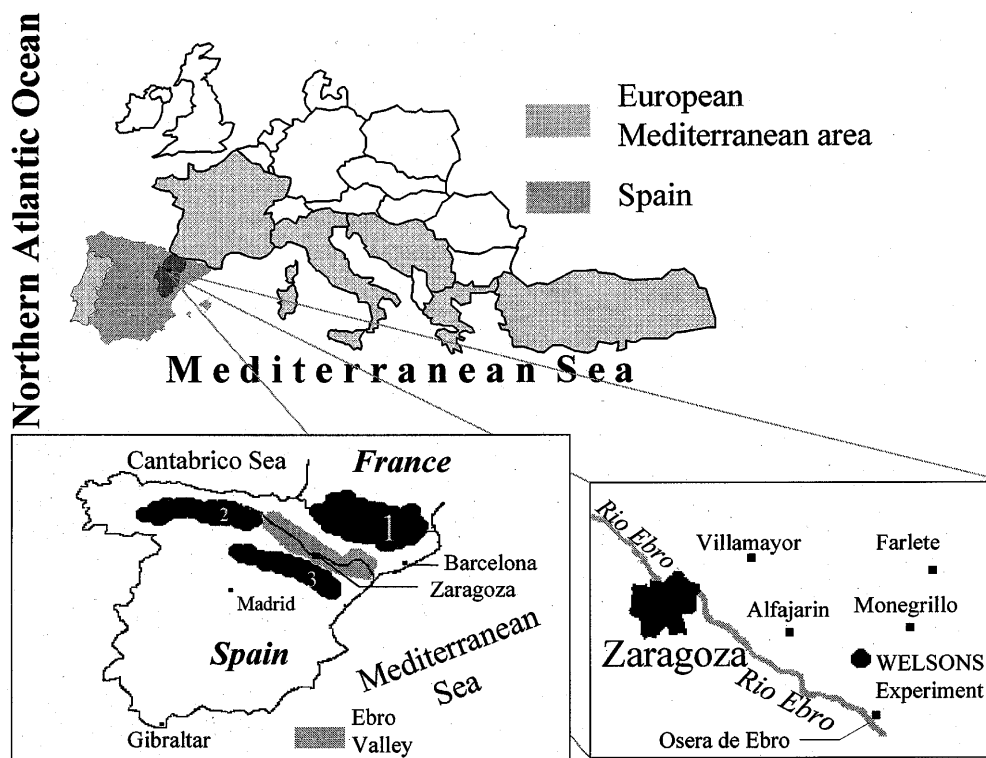 Northern Atlantic Ocean
European
Mediterranean area
Spain
Mediterranean Sea
Cantabrico Sea
France
1
2
3
Barcelona
Zaragoza
Madrid
Spain
Mediterranean
Sea
Gibraltar
Ebro
Valley
Rio Ebro
Villamayor
Farlete
Alfajarin
Monegrillo
Zaragoza
WELSONS
Experiment
Rio Ebro
Osera de Ebro